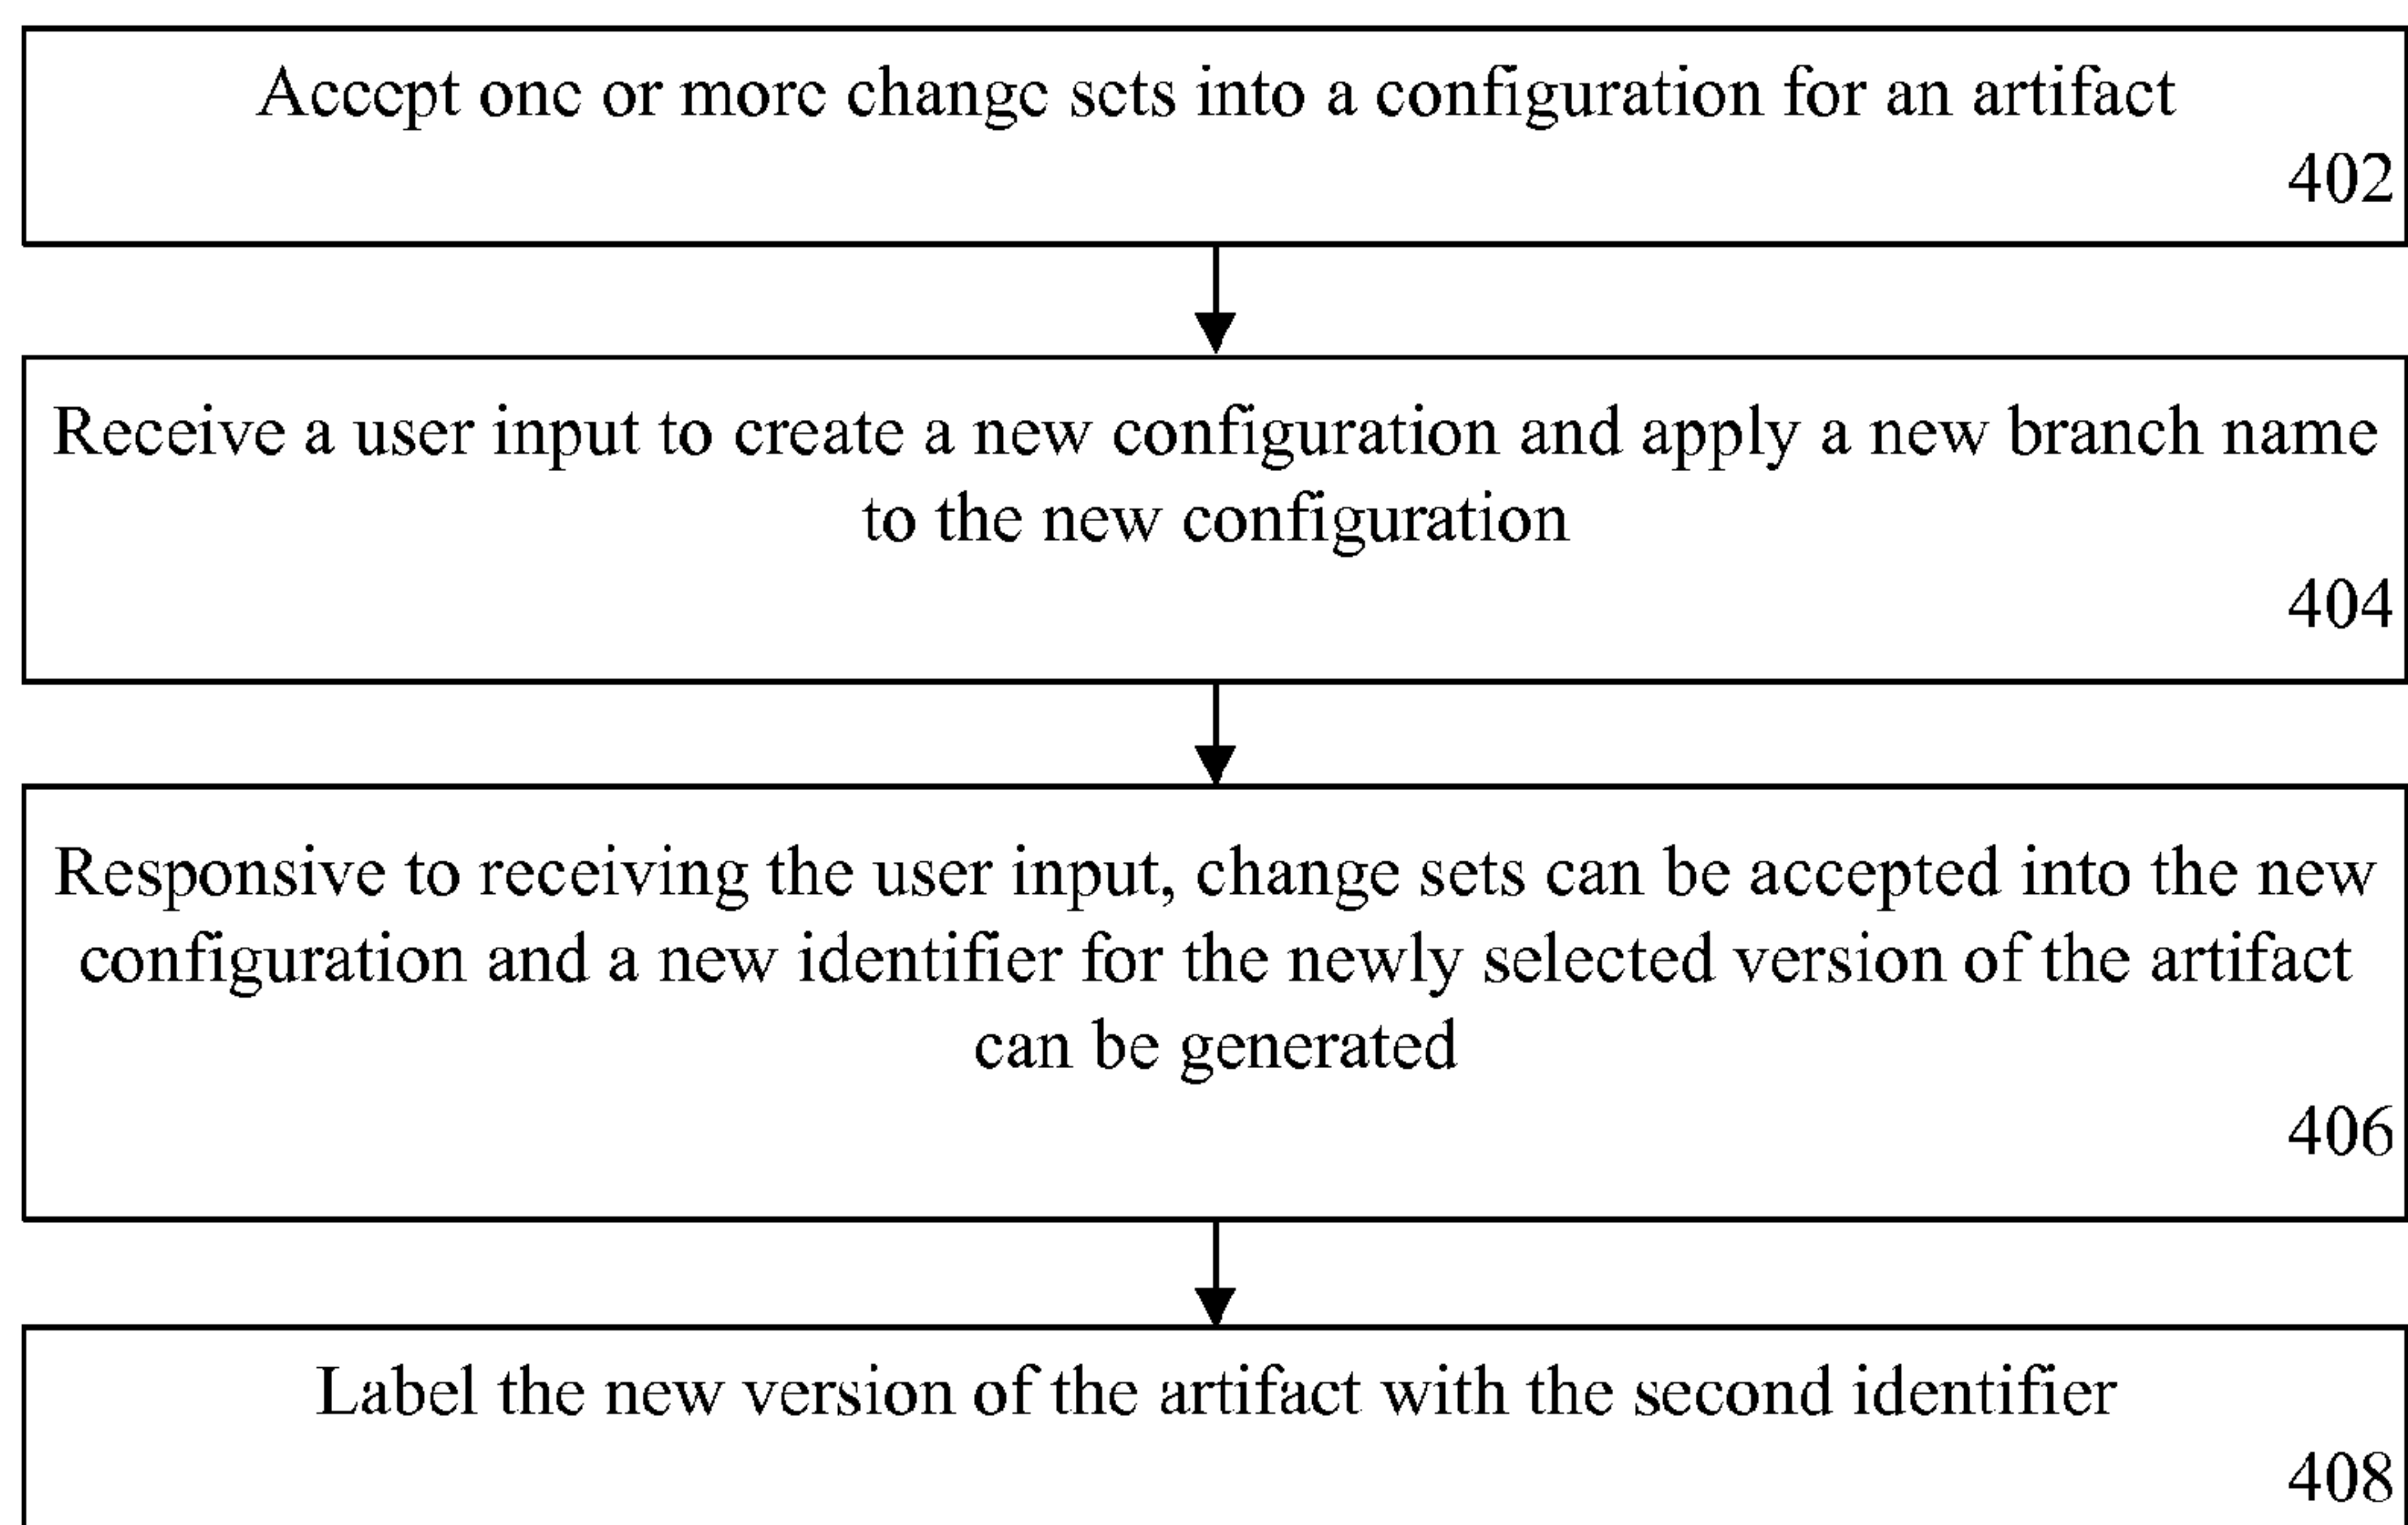 Accept one or more change sets into a configuration for an artifact
402
Receive a user input to create a new configuration and apply a new branch name
to the new configuration
404
Responsive to receiving the user input, change sets can be accepted into the new
configuration and a new identifier for the newly selected version of the artifact
can be generated
406
Label the new version of the artifact with the second identifier
408